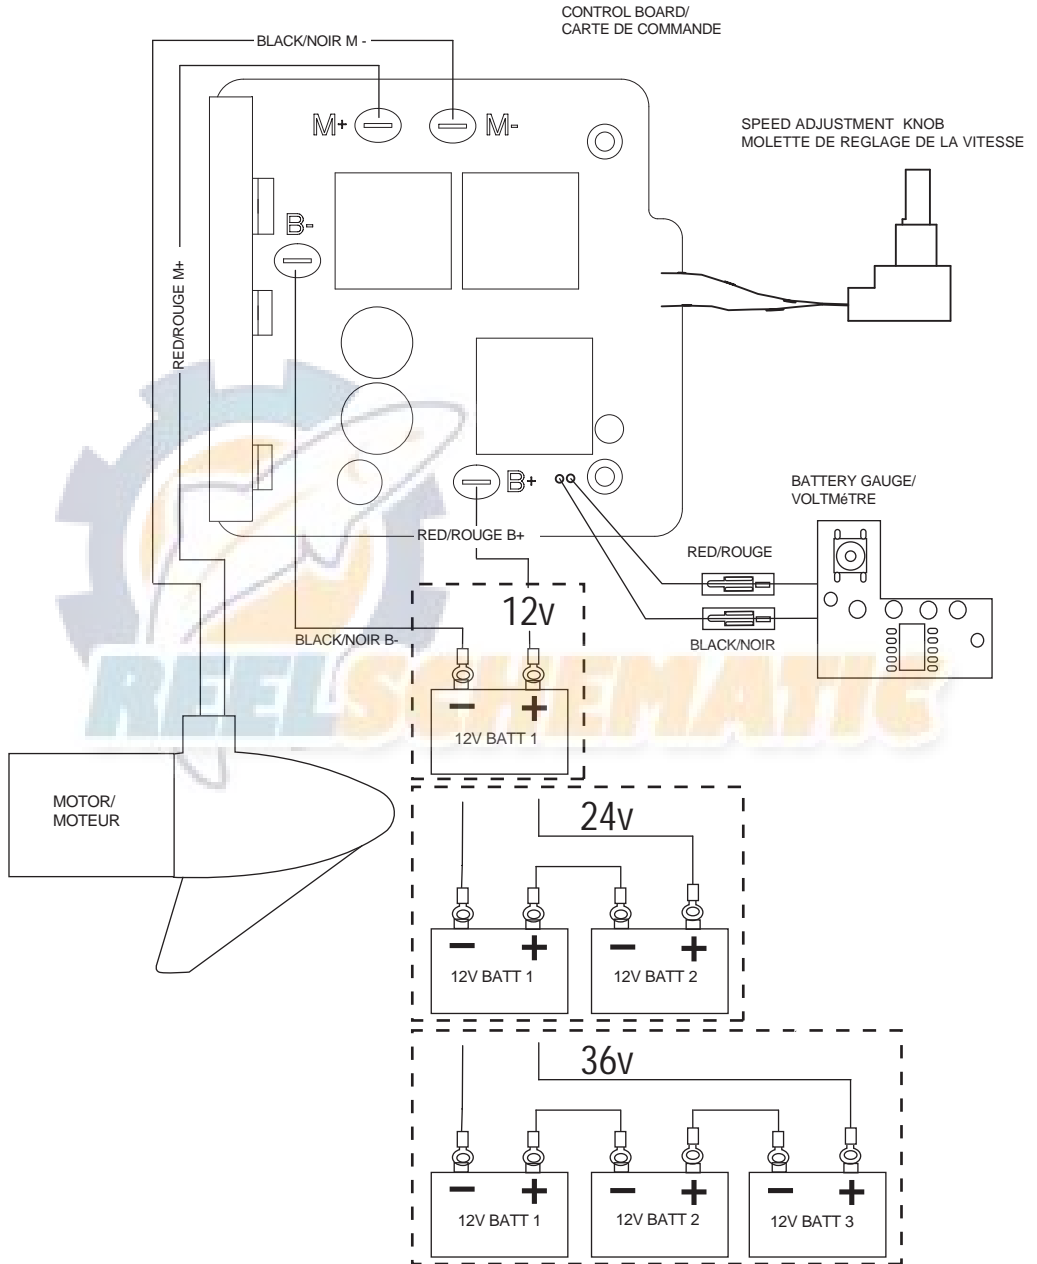 CONTROL BOARD/
CARTE DE COMMANDE
BLACK/NOIR M -
M+
M-
SPEED ADJUSTMENT KNOB
MOLETTE DE REGLAGE DE LA VITESSE
B-
RED/ROUGE M+
B+
BATTERY GAUGE/
VOLTMéTRE
RED/ROUGE B+
RED/ROUGE
12v
BLACK/NOIR B-
BLACK/NOIR
REELSCHEMATIC
- +
12V BATT 1
MOTOR/
MOTEUR
24v
- + - +
12V BATT 1
12V BATT 2
36v
- + - + - +
12V BATT 1
12V BATT 2
12V BATT 3